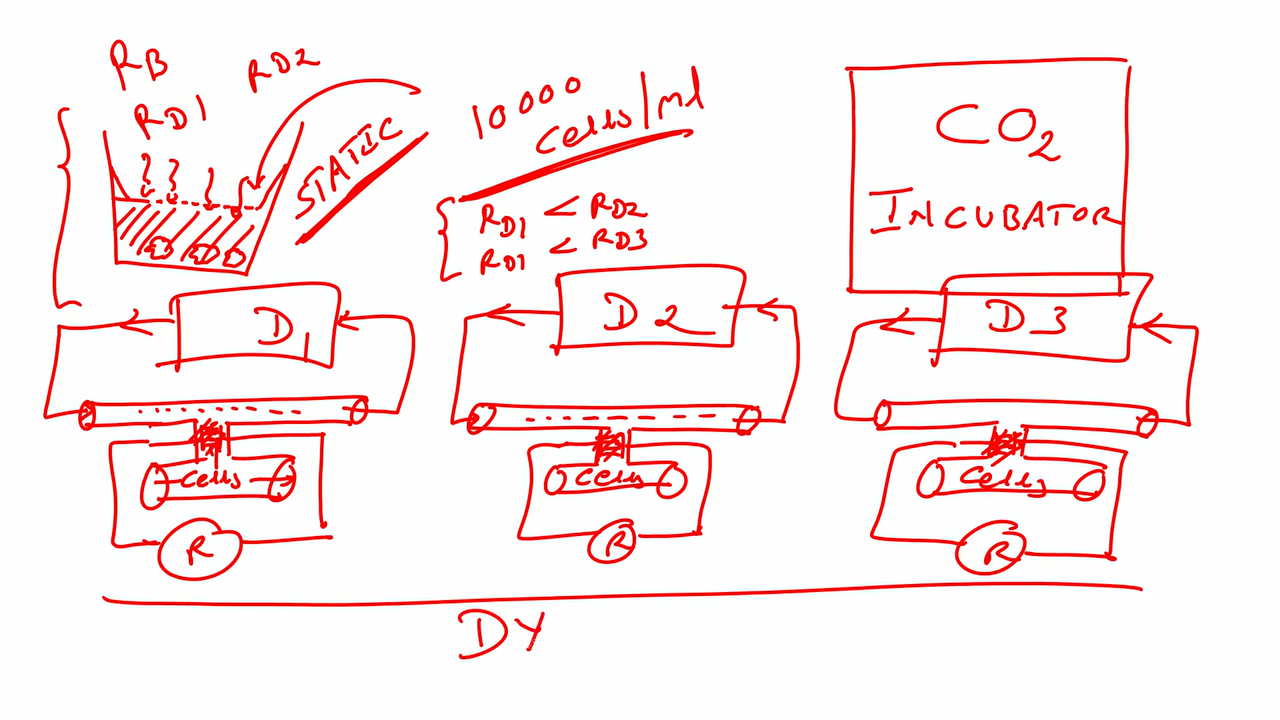 RB
RD2
RD1
STATIC
10000
Cells/ml
RD1 < RD2
RD1 < RD3
CO2
INCUBATOR
D1
D2
D3
Cells
Cells
Cells
R
R
R
DY